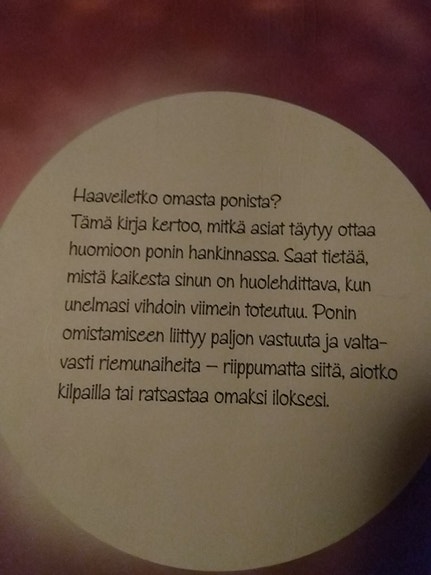 Haaveiletko omasta ponista?
Tämä kirja kertoo, mitkä asiat täytyy ottaa
huomioon ponin hankinnassa. Saat tietää,
mistä kaikesta sinun on huolehdittava, kun
unelmasi vihdoin viimein toteutuu. Ponin
omistamiseen liittyy paljon vastuuta ja valta-
vasti riemunaiheita – riippumatta siitä, aiotko
kilpailla tai ratsastaa omaksi iloksesi.